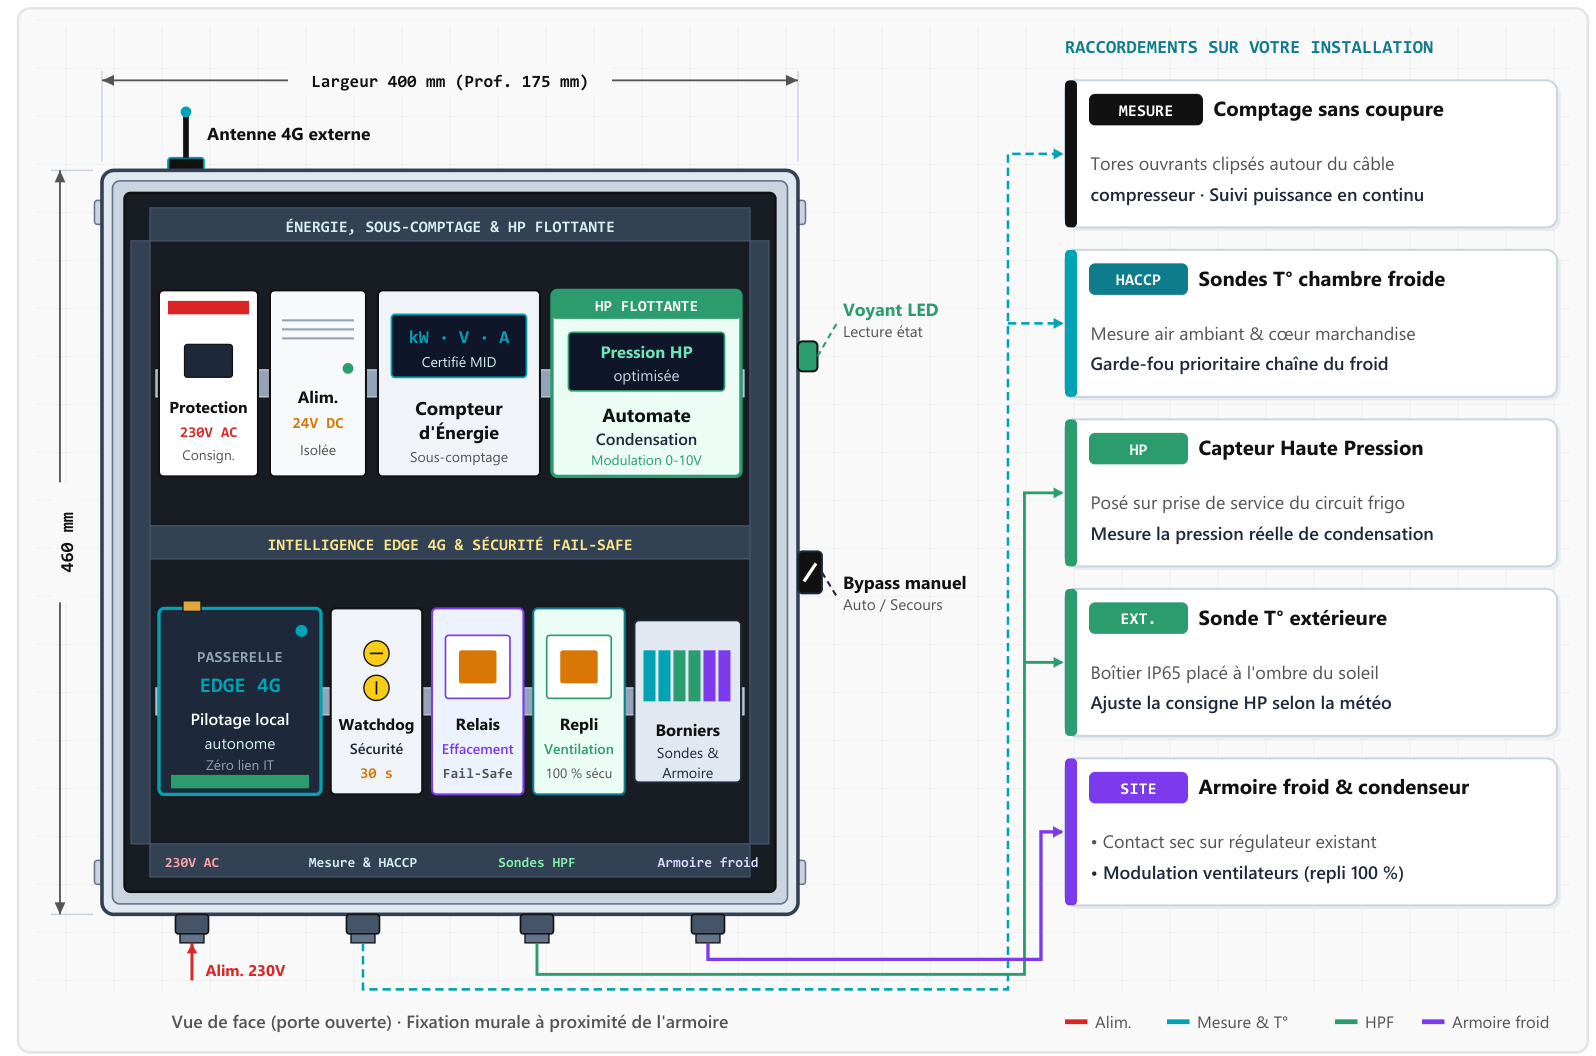 RACCORDEMENTS SUR VOTRE INSTALLATION
Largeur 400 mm (Prof. 175 mm)
Antenne 4G externe
460 mm
ÉNERGIE, SOUS-COMPTAGE & HP FLOTTANTE
Protection
230V AC
Consign.
Alim.
24V DC
Isolée
kW · V · A
Certifié MID
Compteur
d'Énergie
Sous-comptage
HP FLOTTANTE
Pression HP
optimisée
Automate
Condensation
Modulation 0-10V
Voyant LED
Lecture état
INTELLIGENCE EDGE 4G & SÉCURITÉ FAIL-SAFE
Bypass manuel
Auto / Secours
PASSERELLE
EDGE 4G
Pilotage local
autonome
Zéro lien IT
Watchdog
Sécurité
30 s
Relais
Effacement
Fail-Safe
Repli
Ventilation
100 % sécu
Borniers
Sondes &
Armoire
230V AC
Mesure & HACCP
Sondes HPF
Armoire froid
Alim. 230V
MESURE
Comptage sans coupure
Tores ouvrants clipsés autour du câble
compresseur · Suivi puissance en continu
HACCP
Sondes T° chambre froide
Mesure air ambiant & cœur marchandise
Garde-fou prioritaire chaîne du froid
HP
Capteur Haute Pression
Posé sur prise de service du circuit frigo
Mesure la pression réelle de condensation
EXT.
Sonde T° extérieure
Boîtier IP65 placé à l'ombre du soleil
Ajuste la consigne HP selon la météo
SITE
Armoire froid & condenseur
• Contact sec sur régulateur existant
• Modulation ventilateurs (repli 100 %)
Vue de face (porte ouverte) · Fixation murale à proximité de l'armoire
Alim.
Mesure & T°
HPF
Armoire froid